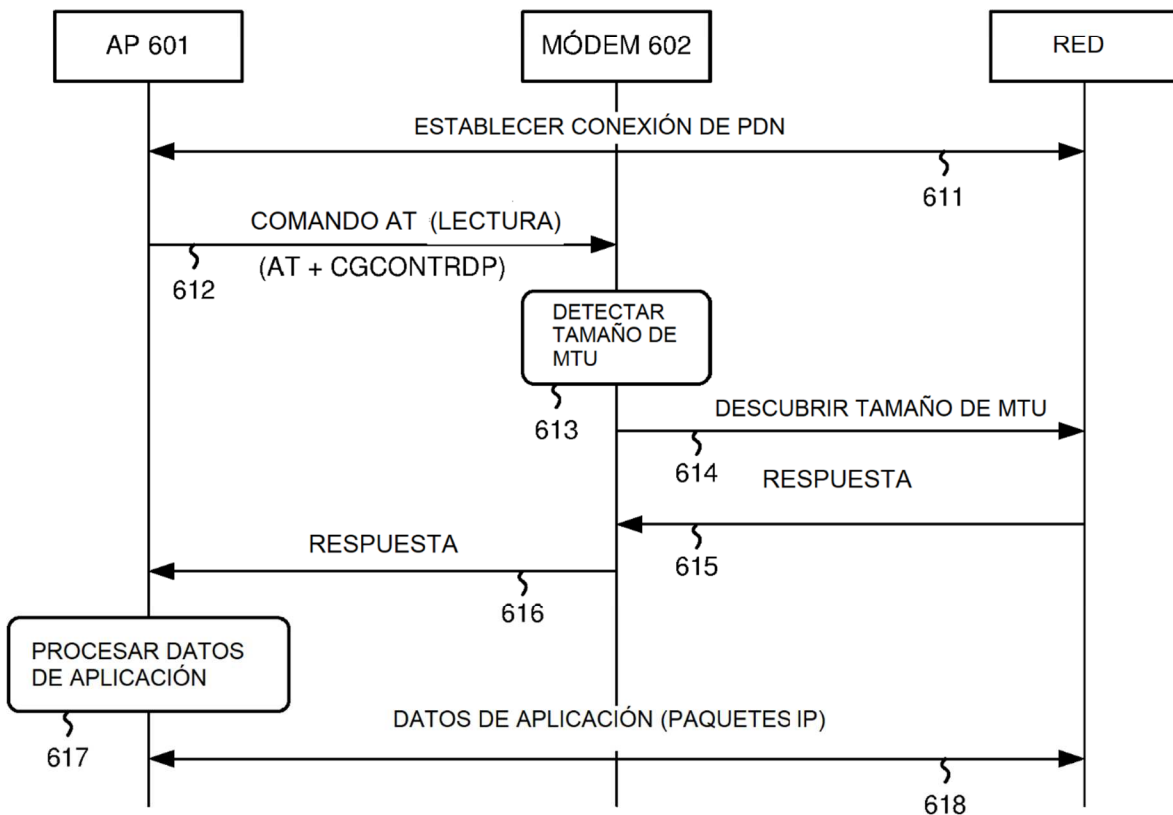 AP 601
MÓDEM 602
RED
ESTABLECER CONEXIÓN DE PDN
611
COMANDO AT (LECTURA)
(AT + CGCONTRDP)
612
DETECTAR
TAMAÑO DE
MTU
613
DESCUBRIR TAMAÑO DE MTU
614
RESPUESTA
615
RESPUESTA
616
PROCESAR DATOS
DE APLICACIÓN
617
DATOS DE APLICACIÓN (PAQUETES IP)
618